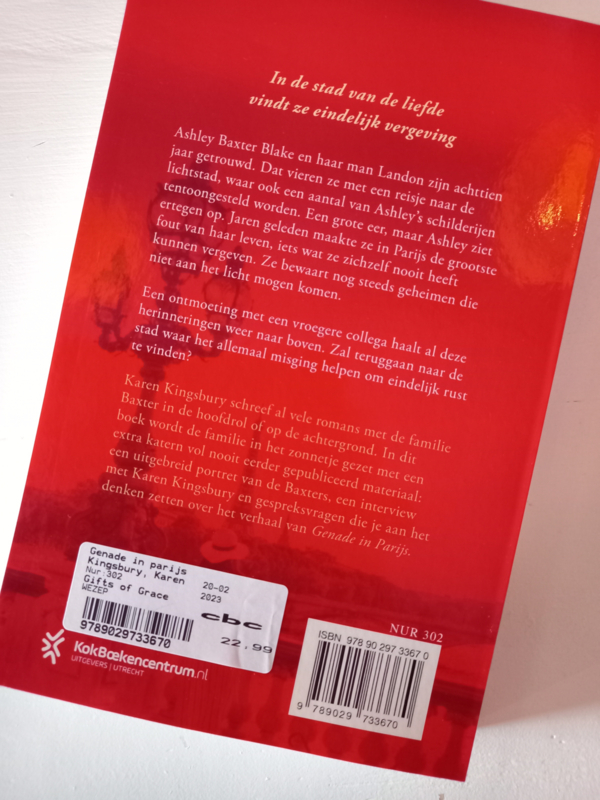 In de stad van de liefde
vindt ze eindelijk vergeving
Ashley Baxter Blake en haar man Landon zijn achttien
jaar getrouwd. Dat vieren ze met een reisje naar de
lichtstad, waar ook een aantal van Ashley's schilderijen
tentoongesteld worden. Een grote eer, maar Ashley ziet
ertegen op. Jaren geleden maakte ze in Parijs de grootste
fout van haar leven, iets wat ze zichzelf nooit heeft
kunnen vergeven. Ze bewaart nog steeds geheimen die
niet aan het licht mogen komen.
Een ontmoeting met een vroegere collega haalt al deze
herinneringen weer naar boven. Zal teruggaan naar de
stad waar het allemaal misging helpen om eindelijk rust
te vinden?
Karen Kingsbury schreef al vele romans met de familie
Baxter in de hoofdrol of op de achtergrond. In dit
boek wordt de familie in het zonnetje gezet met een
extra katern vol nooit eerder gepubliceerd materiaal:
een uitgebreid portret van de Baxters, een interview
met Karen Kingsbury en gespreksvragen die je aan het
denken zetten over het verhaal van Genade in Parijs.
Genade in parijs
Kingsbury, Karen
Nur:302 20-02
Gifts of Grace 2023
WEZEP
cbc
9789029733670 22,99
KokBoekencentrum.nl
UITGEVERS | UTRECHT
NUR 302
ISBN 978 90 297 3367 0
9 789029 733670